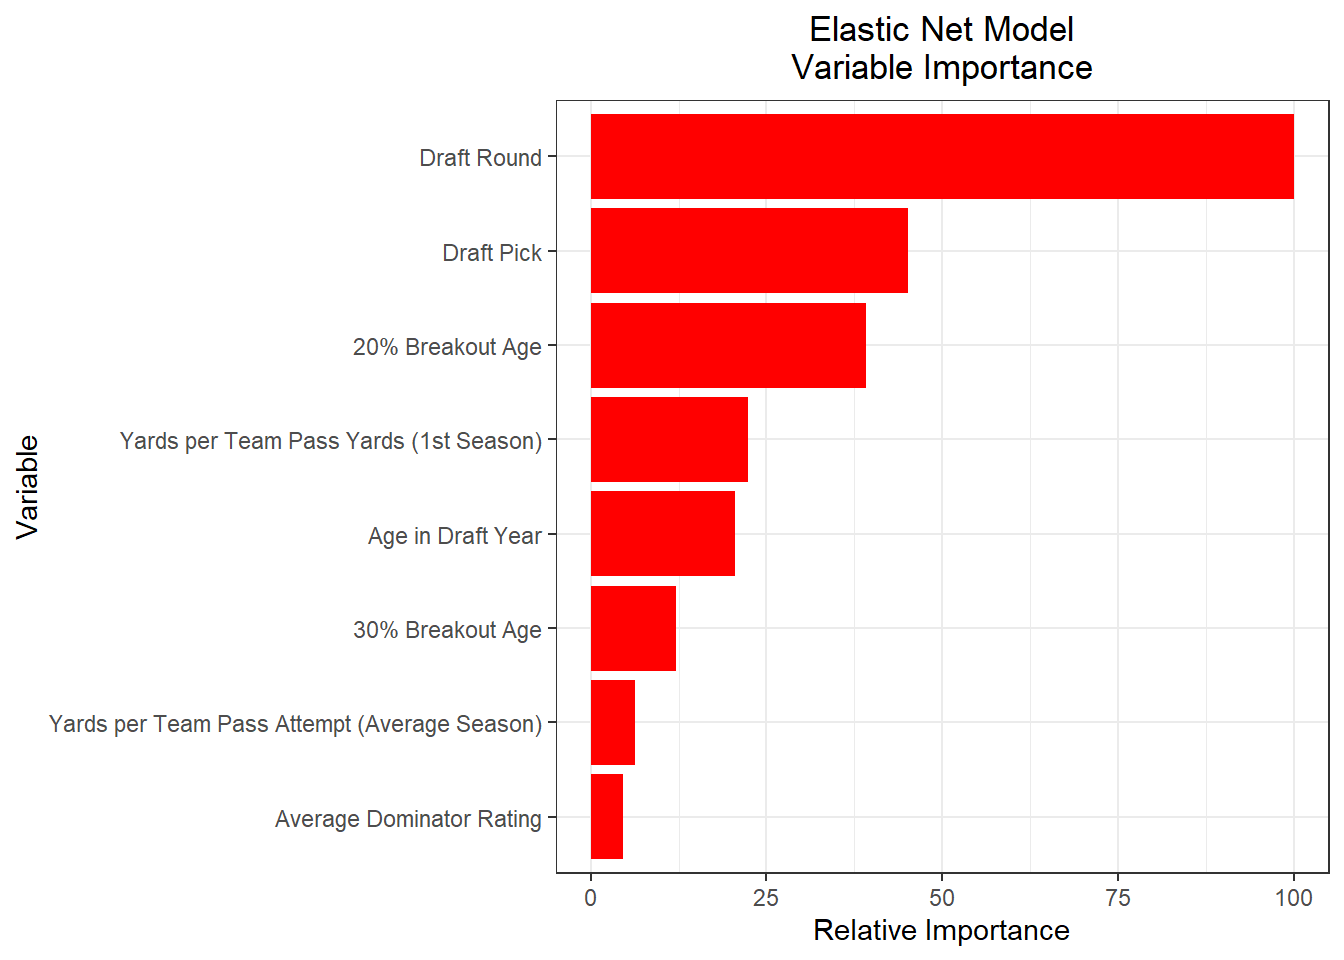 Elastic Net Model
Variable Importance
Draft Round
Draft Pick
20% Breakout Age
Yards per Team Pass Yards (1st Season)
Age in Draft Year
30% Breakout Age
Yards per Team Pass Attempt (Average Season)
Average Dominator Rating
Variable
0 25 50 75 100
Relative Importance